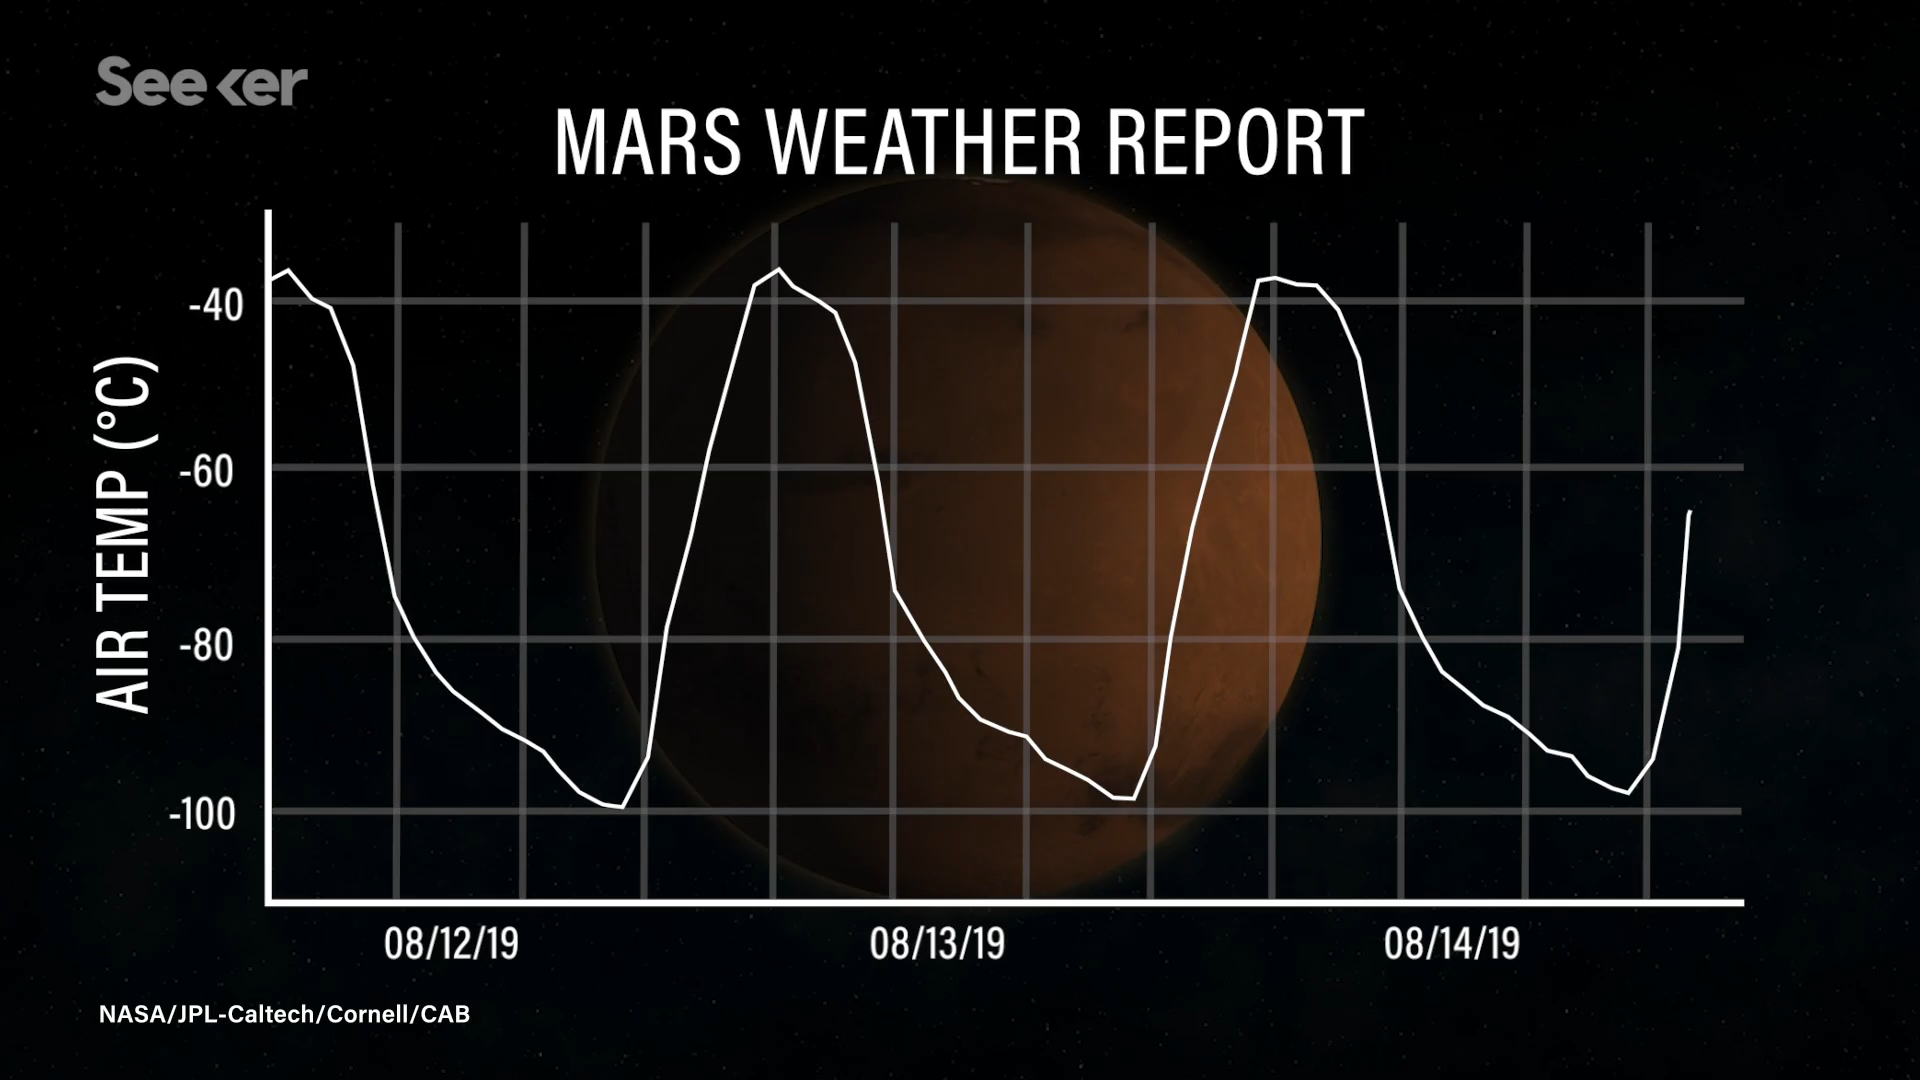 Seeker
MARS WEATHER REPORT
AIR TEMP (°C)
-40
-60
-80
-100
08/12/19
08/13/19
08/14/19
NASA/JPL-Caltech/Cornell/CAB